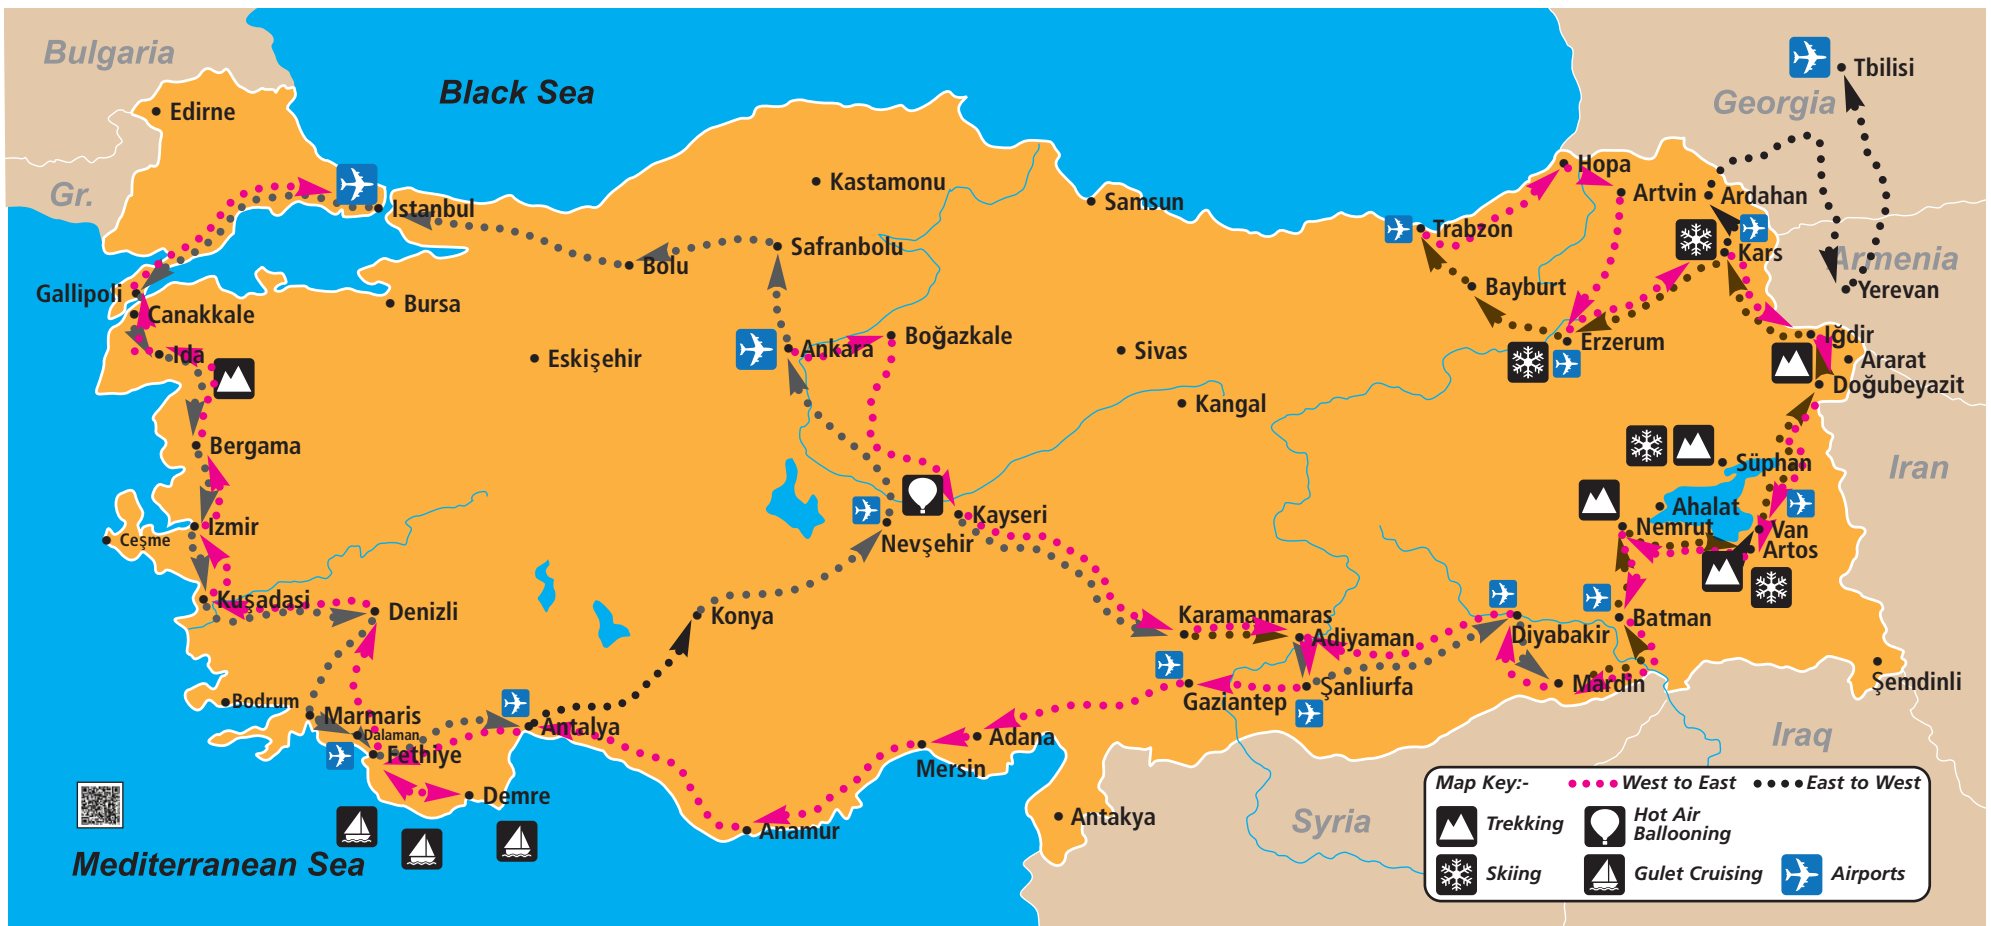 Bulgaria
Black Sea
Tbilisi
Georgia
Edirne
Gr.
Hopa
Kastamonu
Artvin
Ardahan
Samsun
Istanbul
Trabzon
Safranbolu
Kars
Armenia
Bolu
Gallipoli
Bayburt
Yerevan
Bursa
Canakkale
Boğazkale
Iğdir
Ankara
Sivas
Erzerum
Ida
Eskişehir
Ararat
Doğubeyazit
Kangal
Bergama
Süphan
Iran
Ahalat
Kayseri
Izmir
Nemrut
Van
Ceşme
Nevşehir
Artos
Kuşadasi
Denizli
Konya
Karamanmaras
Batman
Adiyaman
Diyabakir
Şemdinli
Mardin
Şanliurfa
Bodrum
Gaziantep
Marmaris
Antalya
Dalaman
Adana
Iraq
Fethiye
Mersin
Demre
Antakya
Syria
Anamur
Mediterranean Sea
Map Key:-
West to East
East to West
Trekking
Hot Air
Ballooning
Skiing
Gulet Cruising
Airports